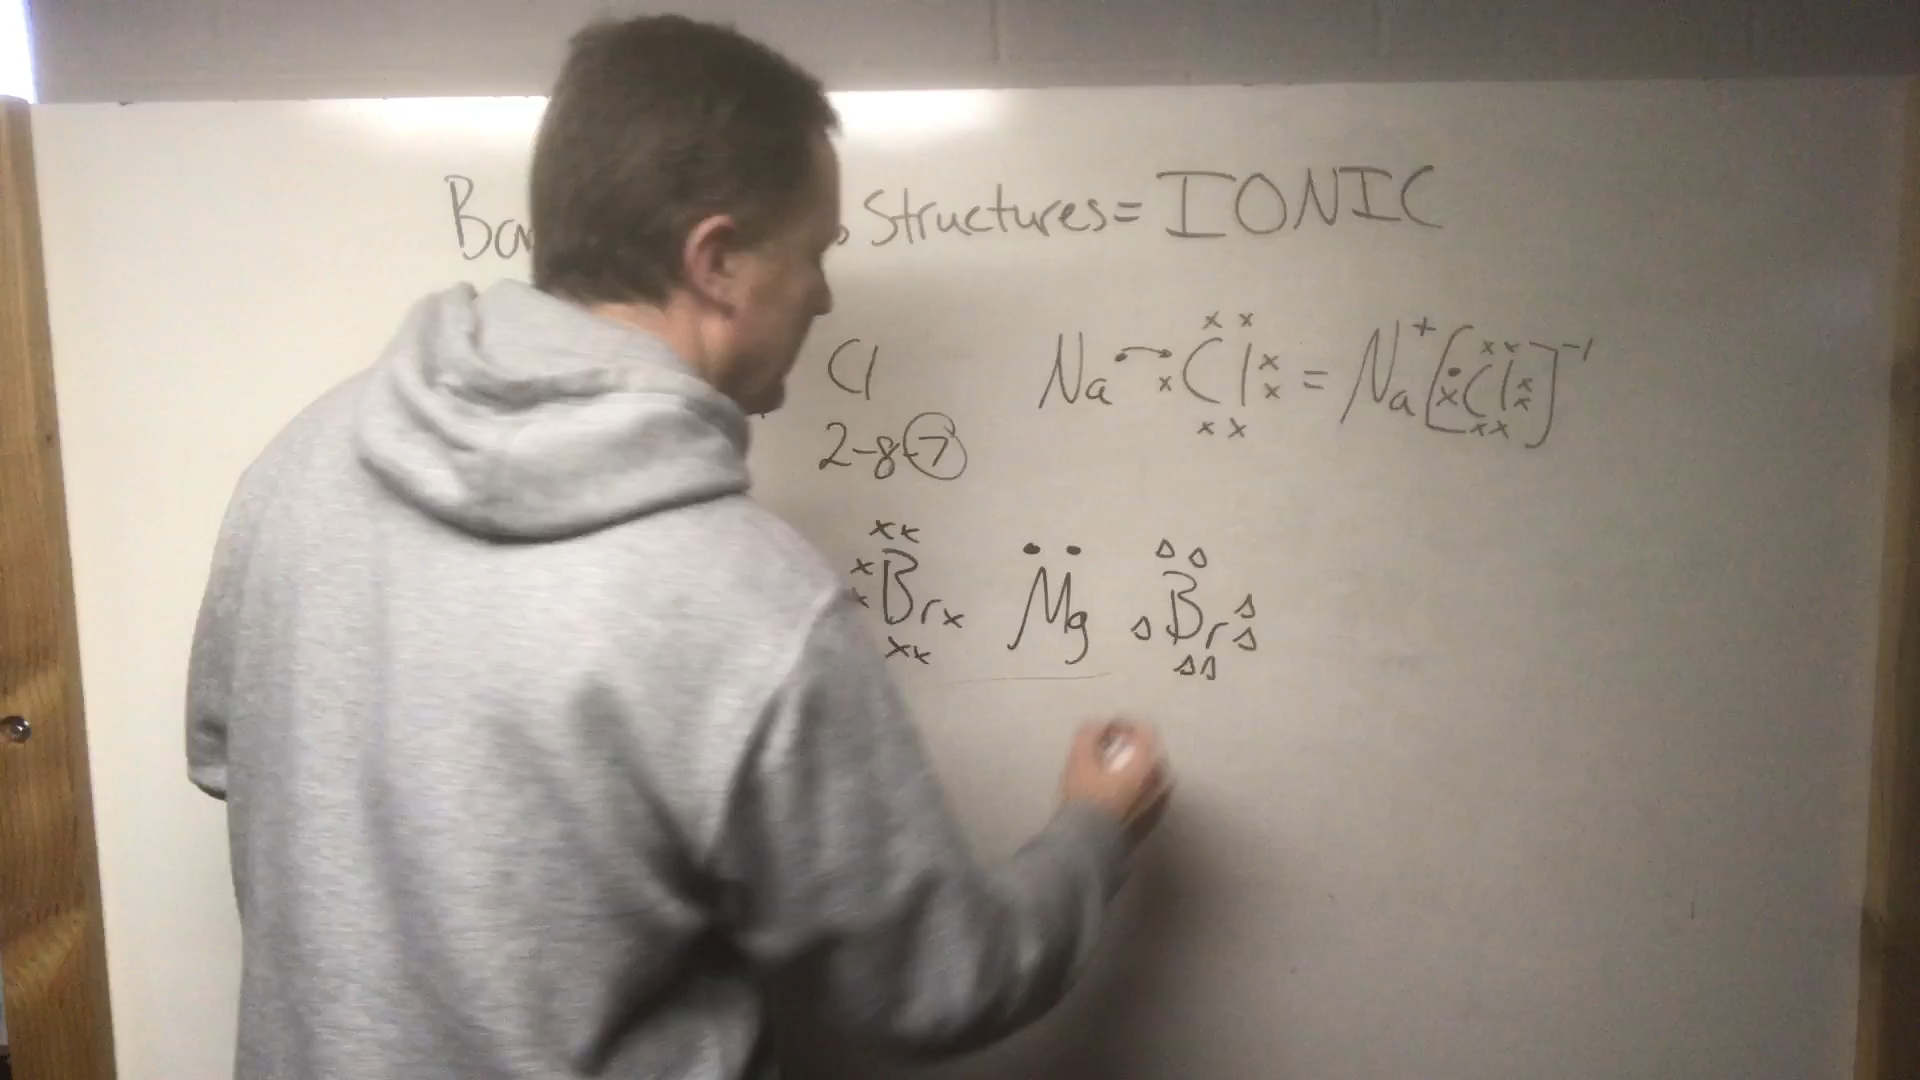 Structures = IONIC
Cl
2-8-7
Na Cl = Na+ [Cl]-1
Br Mg Br